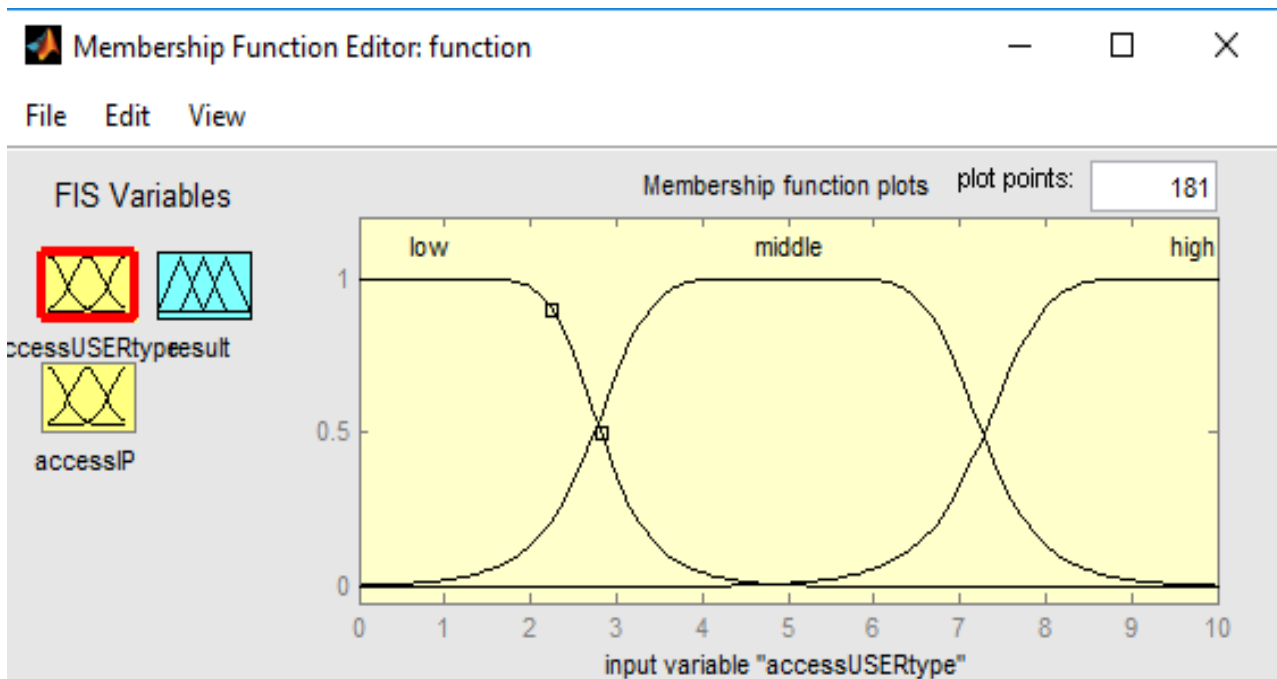 Membership Function Editor: function
File Edit View
FIS Variables
Membership function plots plot points: 181
ccessUSERtype
result
accessIP
low middle high
1
0.5
0
0 1 2 3 4 5 6 7 8 9 10
input variable "accessUSERtype"